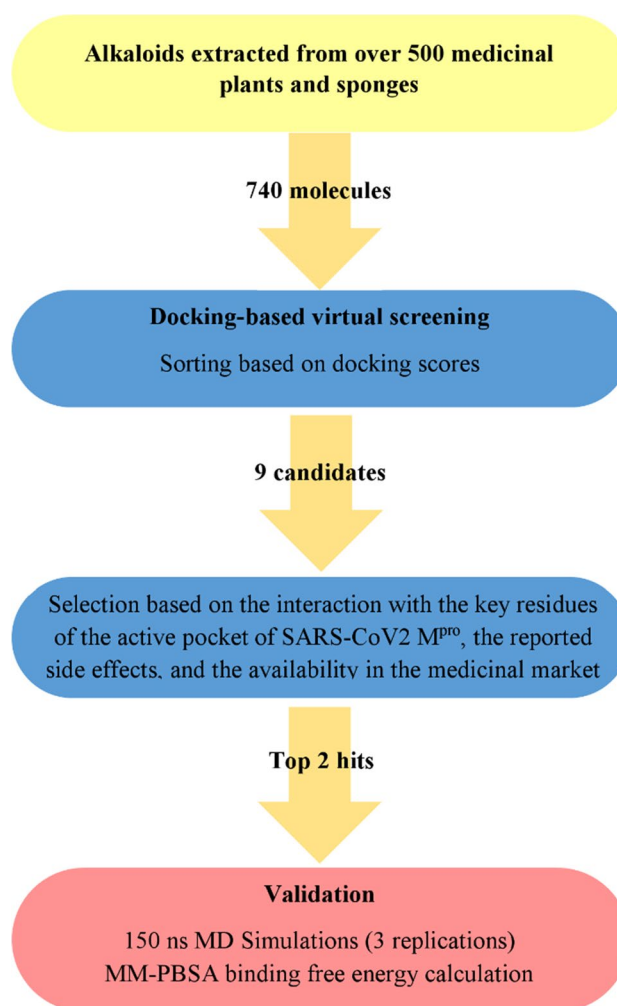 Alkaloids extracted from over 500 medicinal
plants and sponges
740 molecules
Docking-based virtual screening
Sorting based on docking scores
9 candidates
Selection based on the interaction with the key residues
of the active pocket of SARS-CoV2 Mᵖʳᵒ, the reported
side effects, and the availability in the medicinal market
Top 2 hits
Validation
150 ns MD Simulations (3 replications)
MM-PBSA binding free energy calculation